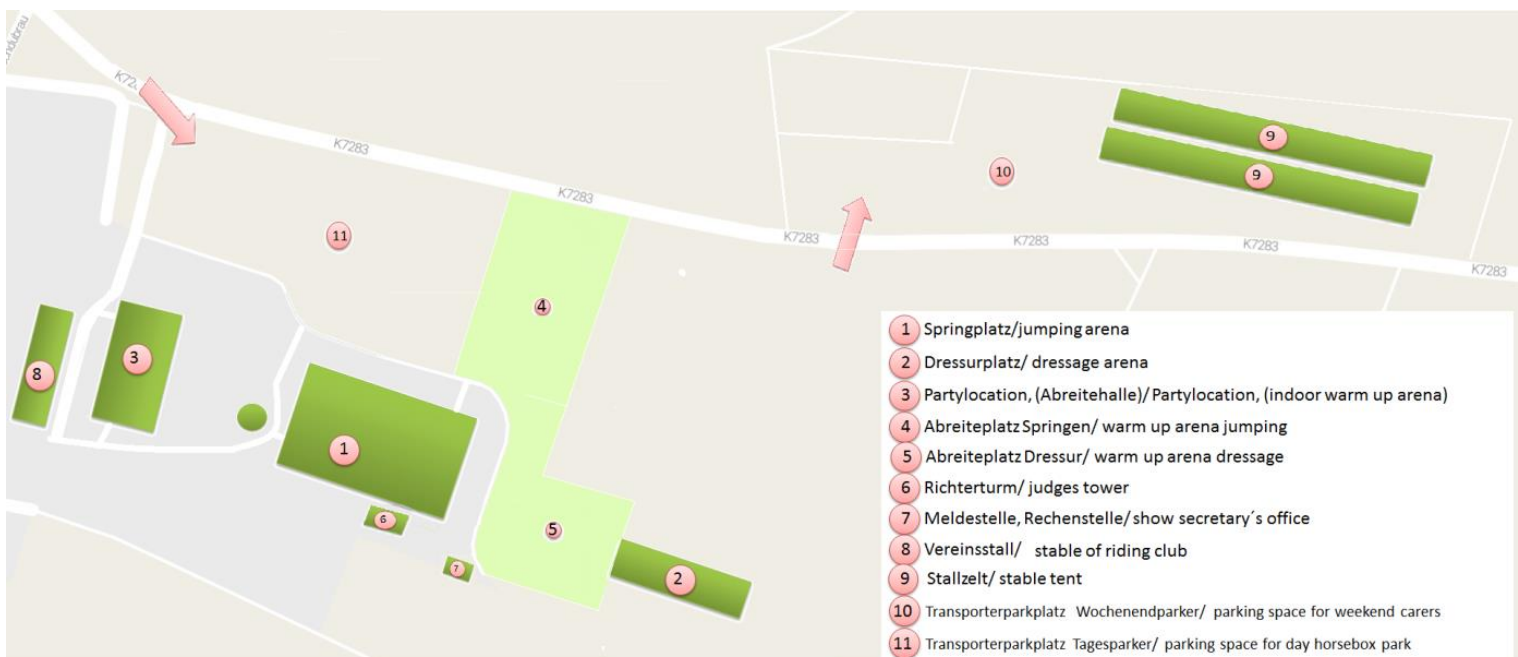 K7283
K7283
K7283
K7283
K7283
K7283
11
10
9
9
4
8
3
1
6
5
7
2
1 Springplatz/jumping arena
2 Dressurplatz/ dressage arena
3 Partylocation, (Abreitehalle)/ Partylocation, (indoor warm up arena)
4 Abreiteplatz Springen/ warm up arena jumping
5 Abreiteplatz Dressur/ warm up arena dressage
6 Richterturm/ judges tower
7 Meldestelle, Rechenstelle/ show secretary´s office
8 Vereinsstall/ stable of riding club
9 Stallzelt/ stable tent
10 Transporterparkplatz Wochenendparker/ parking space for weekend carers
11 Transporterparkplatz Tagesparker/ parking space for day horsebox park